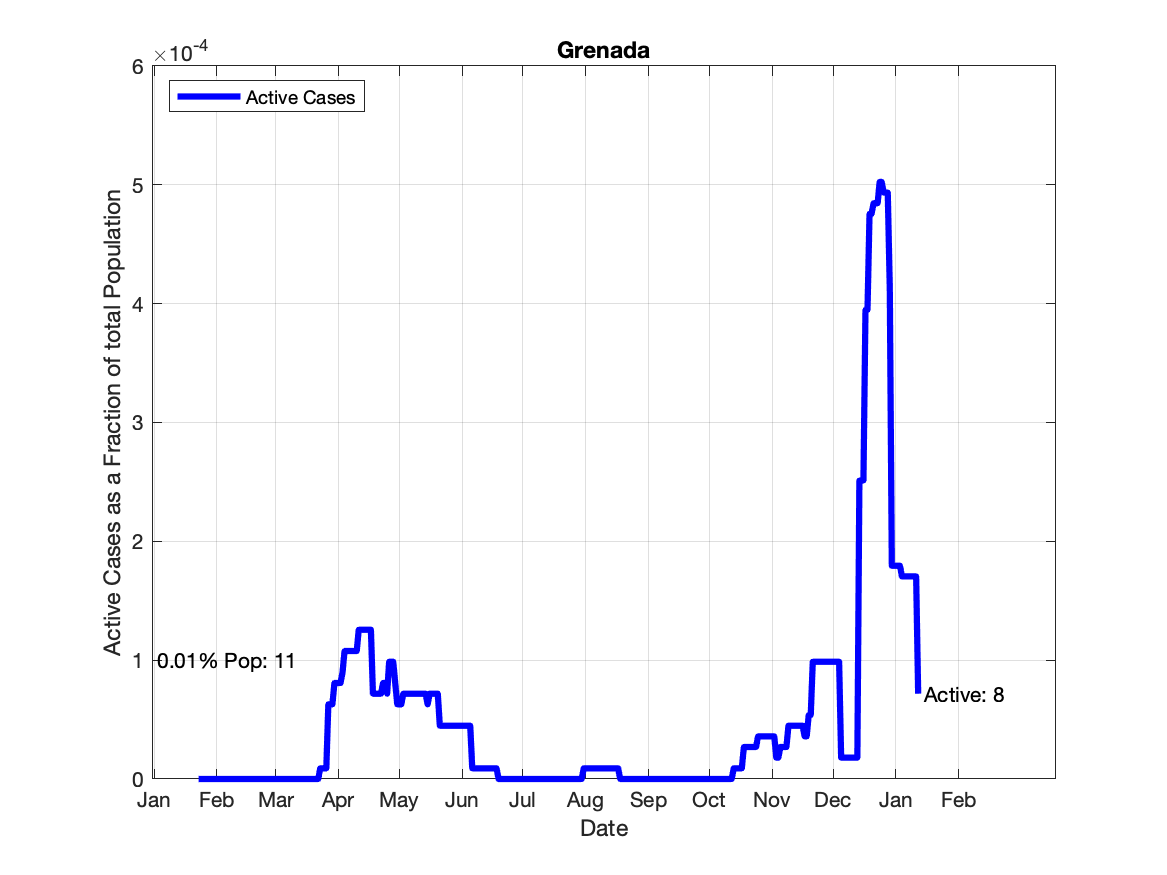 Grenada
×10^-4
Active Cases
6
5
4
3
2
1
0
Active Cases as a Fraction of total Population
0.01% Pop: 11
Active: 8
Jan Feb Mar Apr May Jun Jul Aug Sep Oct Nov Dec Jan Feb
Date